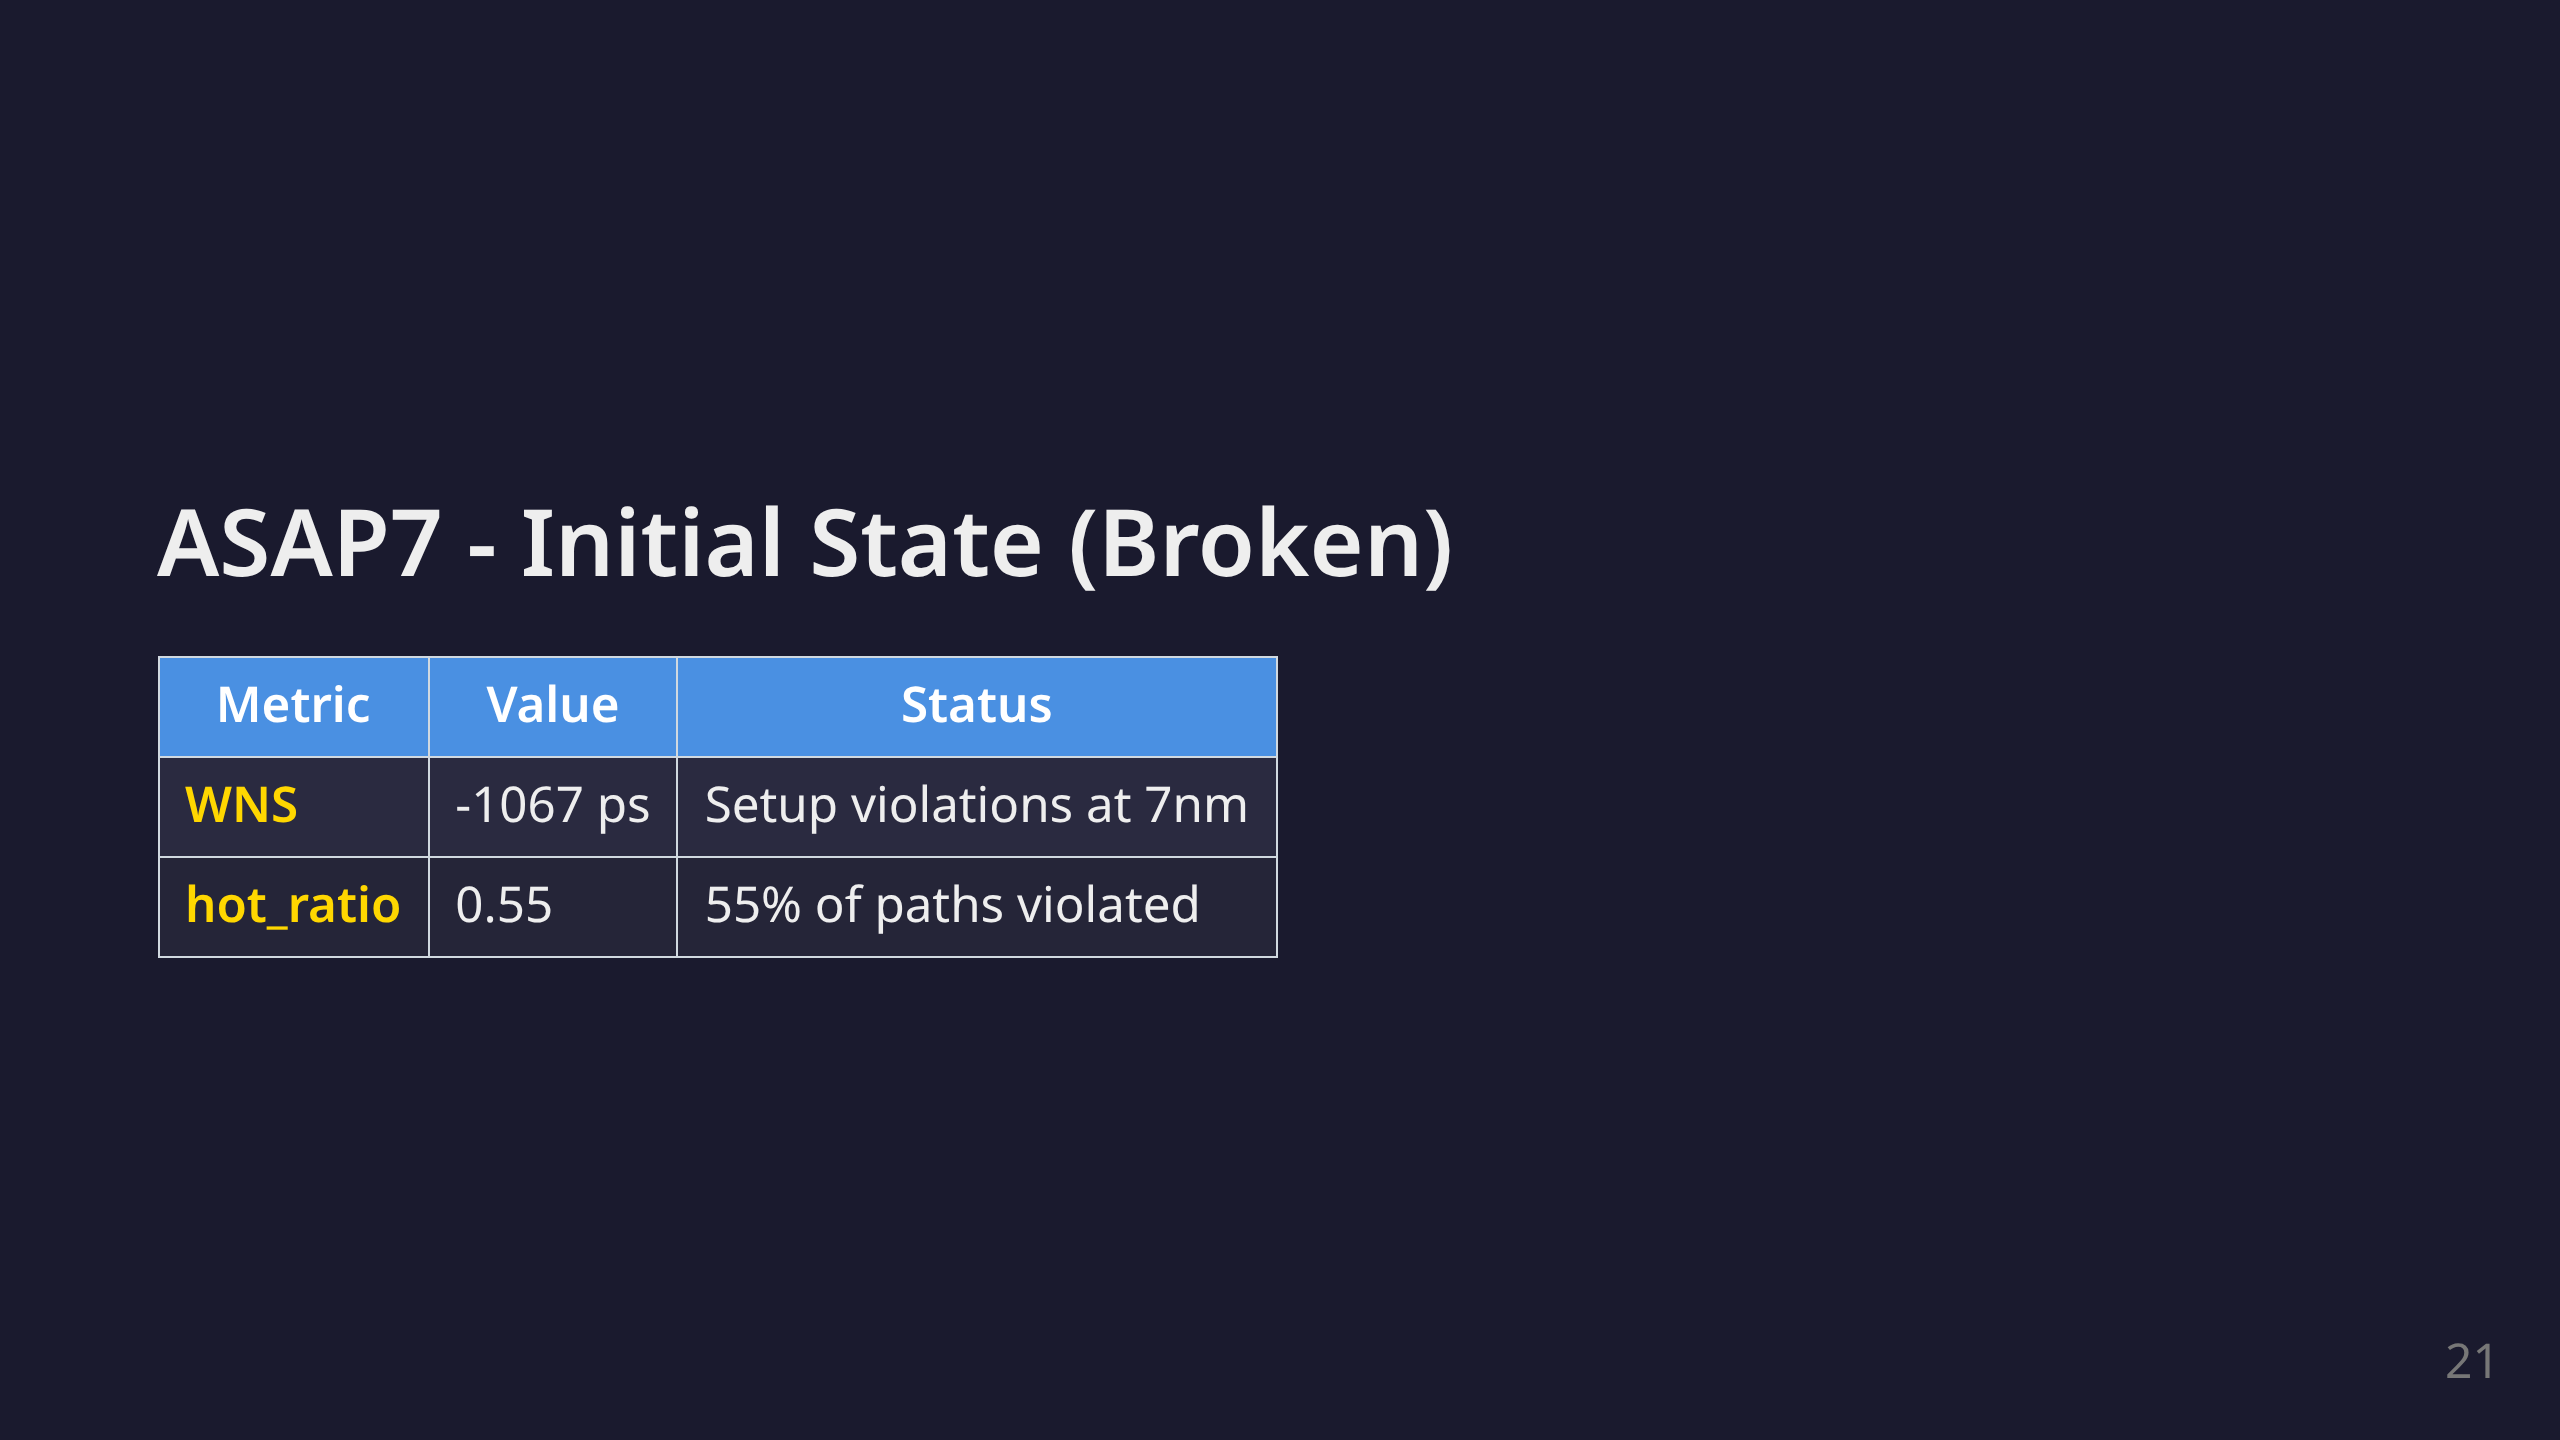 ASAP7 - Initial State (Broken)
Metric Value Status
WNS -1067 ps Setup violations at 7nm
hot_ratio 0.55 55% of paths violated
21